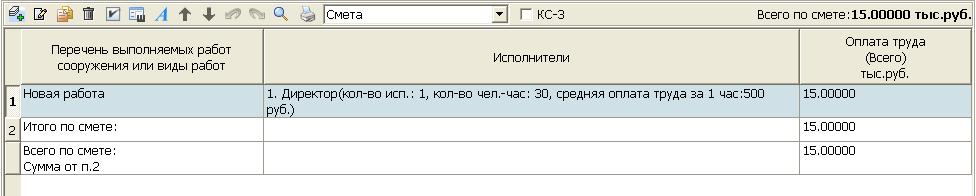 Смета
КС-3
Всего по смете:15.00000 тыс.руб.
Перечень выполняемых работ
сооружения или виды работ
Исполнители
Оплата труда
(Всего)
тыс.руб.
1
Новая работа
1. Директор(кол-во исп.: 1, кол-во чел.-час: 30, средняя оплата труда за 1 час:500
руб.)
15.00000
2
Итого по смете:
15.00000
Всего по смете:
Сумма от п.2
15.00000